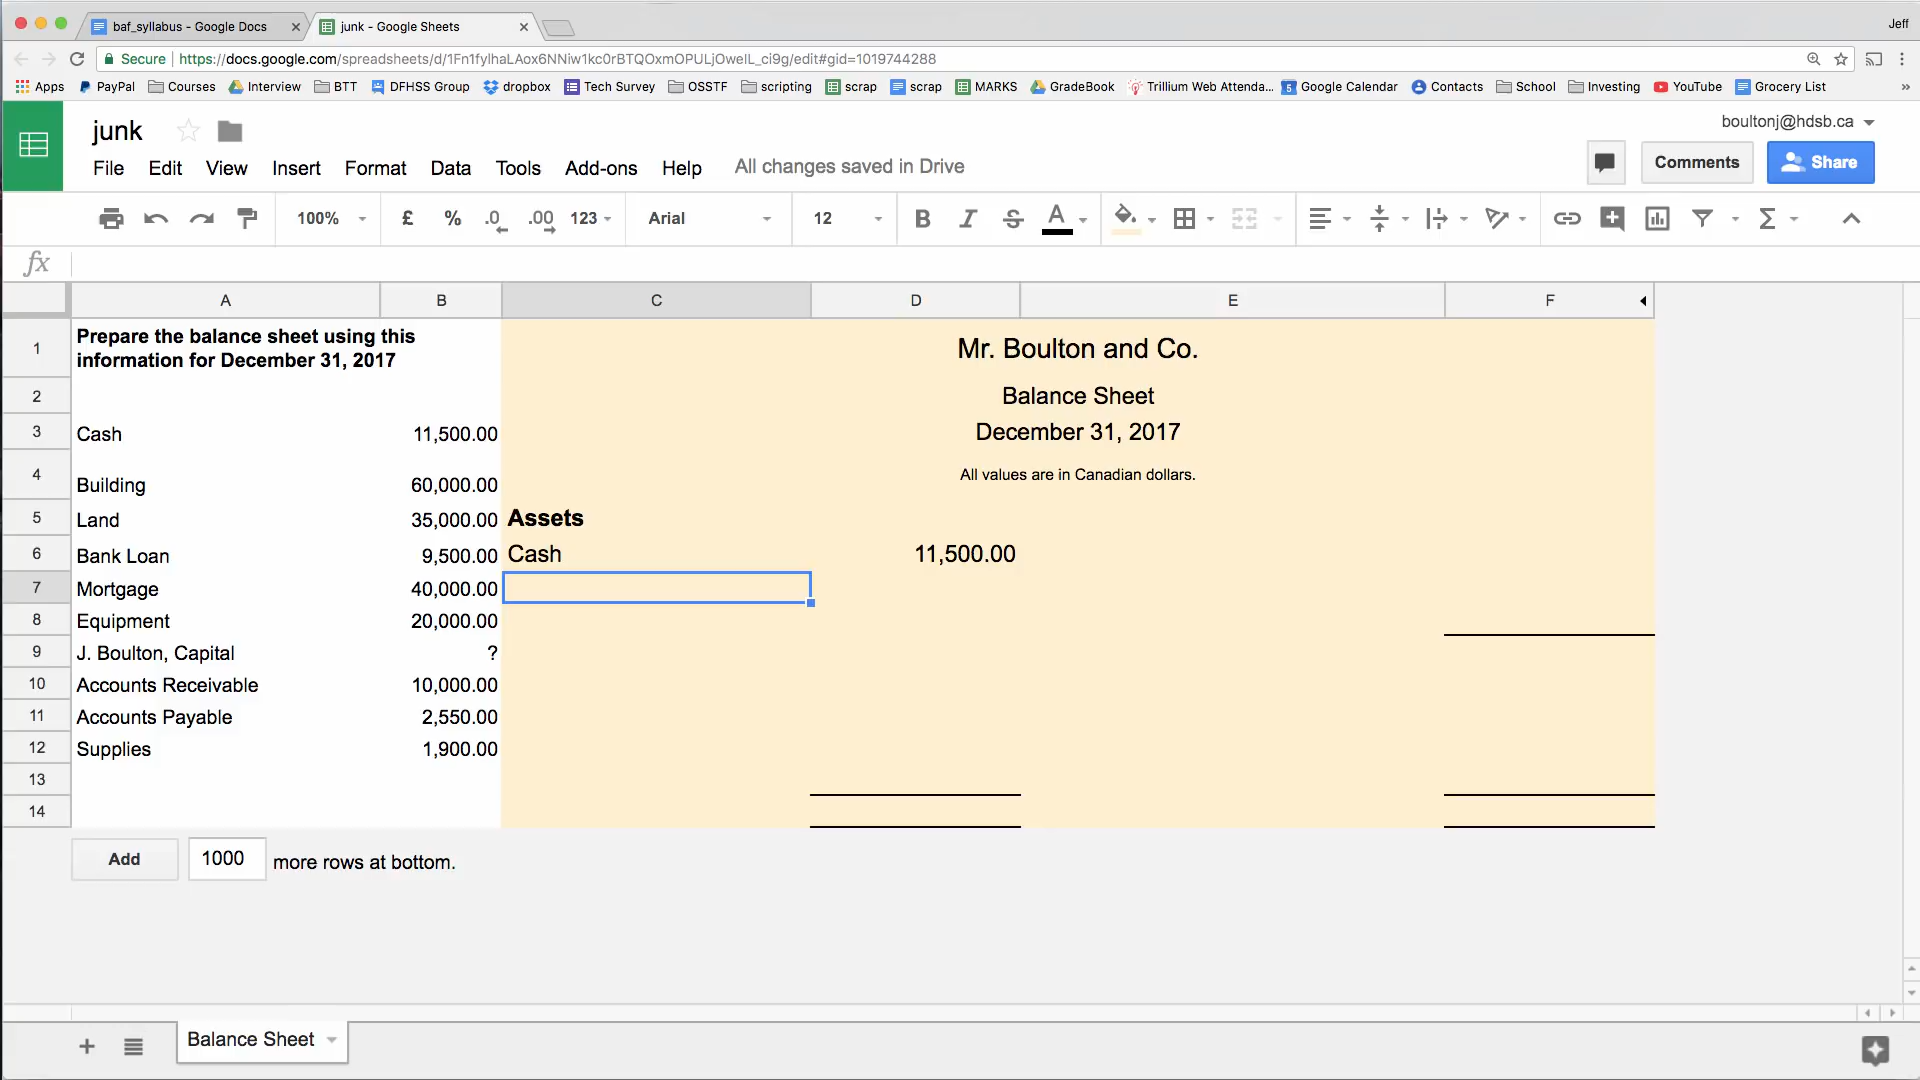 baf_syllabus - Google Docs
junk - Google Sheets
Jeff
Secure https://docs.google.com/spreadsheets/d/1Fn1fylhaLAox6NNiw1kc0rBTQOxmOPULjOwelL_ci9g/edit#gid=1019744288
Apps PayPal Courses Interview BTT DFHSS Group dropbox Tech Survey OSSTF scripting scrap scrap MARKS GradeBook Trillium Web Attenda... Google Calendar Contacts School Investing YouTube Grocery List »
junk
boultonj@hdsb.ca
File Edit View Insert Format Data Tools Add-ons Help All changes saved in Drive
Comments Share
100% £ % .0 .00 123 Arial 12 B I S A Σ
fx
A B C D E F
1 Prepare the balance sheet using this
information for December 31, 2017
Mr. Boulton and Co.
2 Balance Sheet
3 Cash 11,500.00 December 31, 2017
4 Building 60,000.00 All values are in Canadian dollars.
5 Land 35,000.00 Assets
6 Bank Loan 9,500.00 Cash 11,500.00
7 Mortgage 40,000.00
8 Equipment 20,000.00
9 J. Boulton, Capital ?
10 Accounts Receivable 10,000.00
11 Accounts Payable 2,550.00
12 Supplies 1,900.00
13
14
Add 1000 more rows at bottom.
+ Balance Sheet